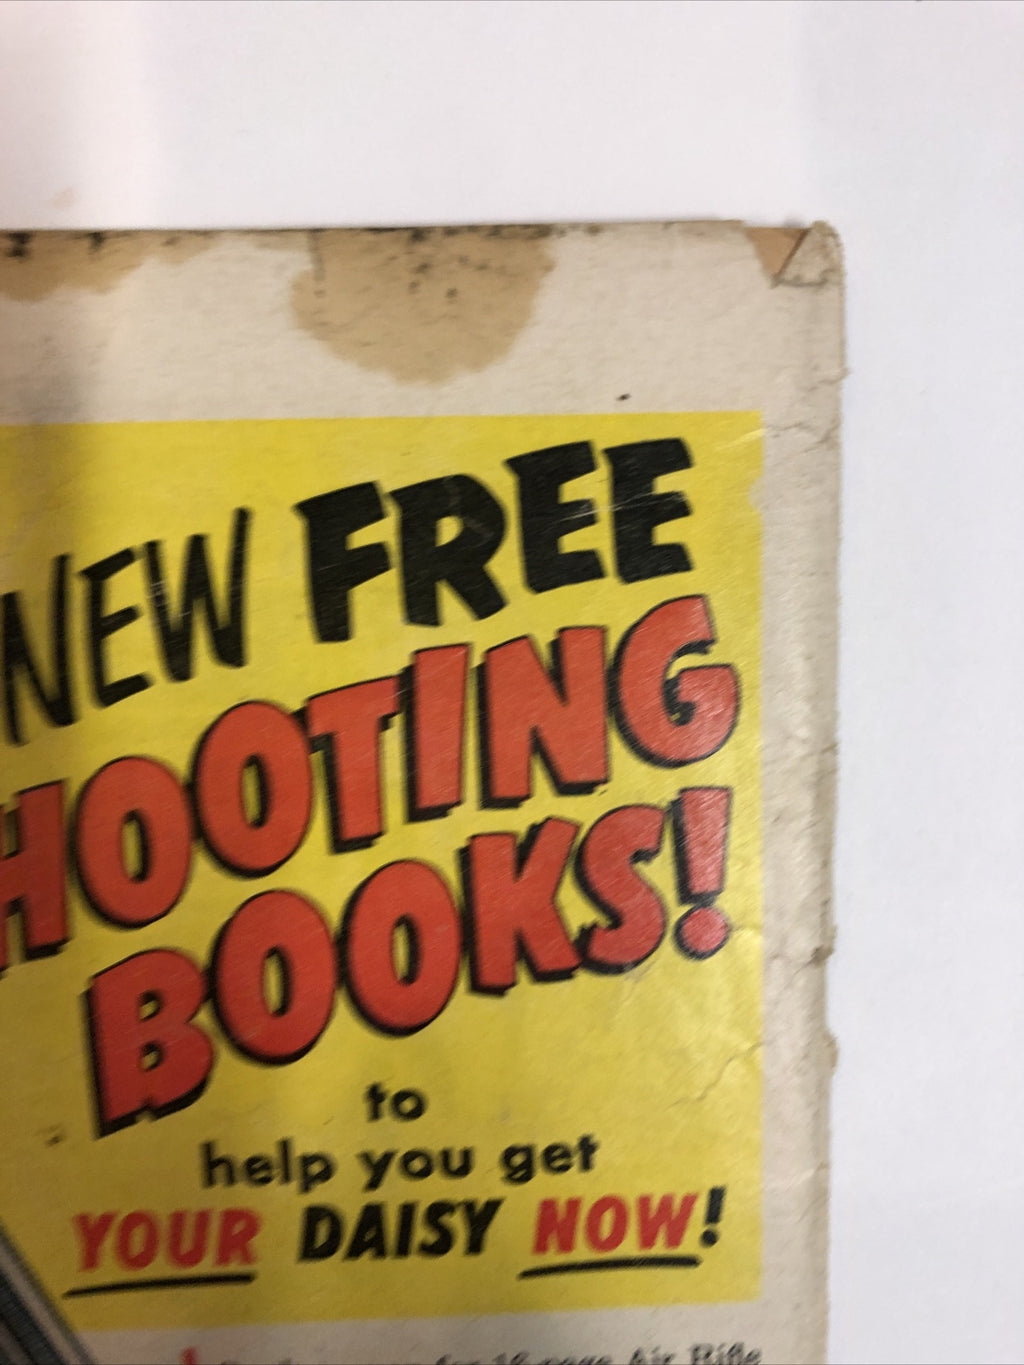 NEW FREE
HOOTING
BOOKS!
to
help you get
YOUR DAISY NOW!
Air Rifle